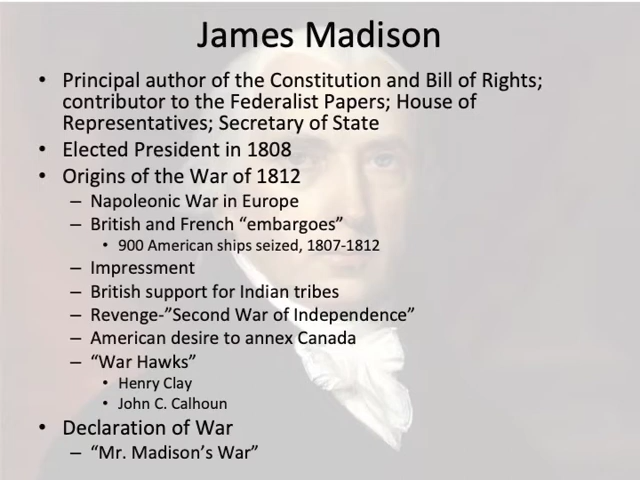 James Madison
• Principal author of the Constitution and Bill of Rights;
contributor to the Federalist Papers; House of
Representatives; Secretary of State
• Elected President in 1808
• Origins of the War of 1812
– Napoleonic War in Europe
– British and French “embargoes”
• 900 American ships seized, 1807-1812
– Impressment
– British support for Indian tribes
– Revenge-”Second War of Independence”
– American desire to annex Canada
– “War Hawks”
• Henry Clay
• John C. Calhoun
• Declaration of War
– “Mr. Madison’s War”